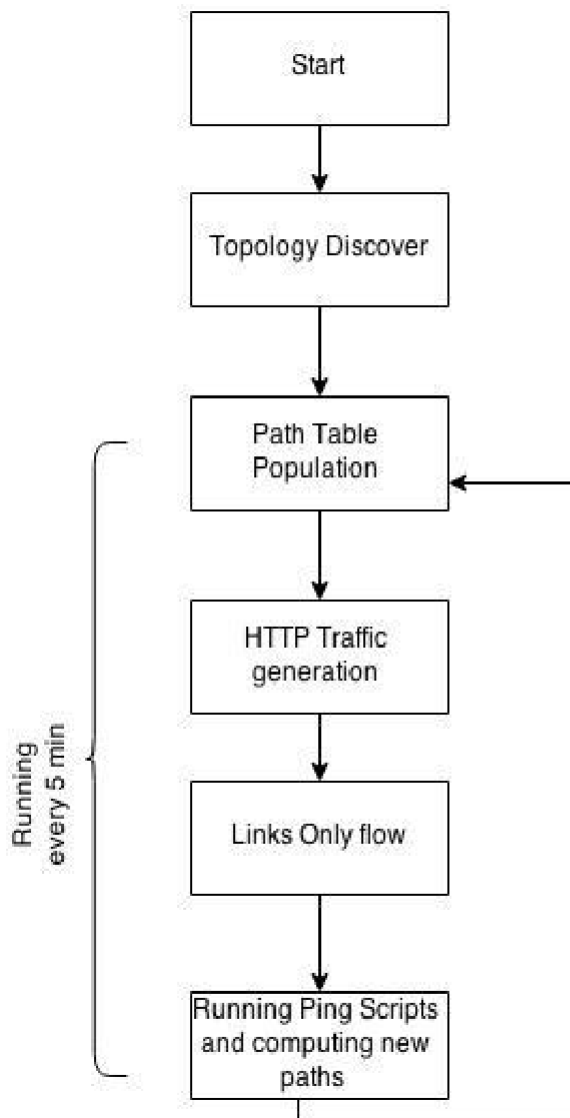 Start
Topology Discover
Path Table
Population
HTTP Traffic
generation
Links Only flow
Running Ping Scripts
and computing new
paths
Running
every 5 min